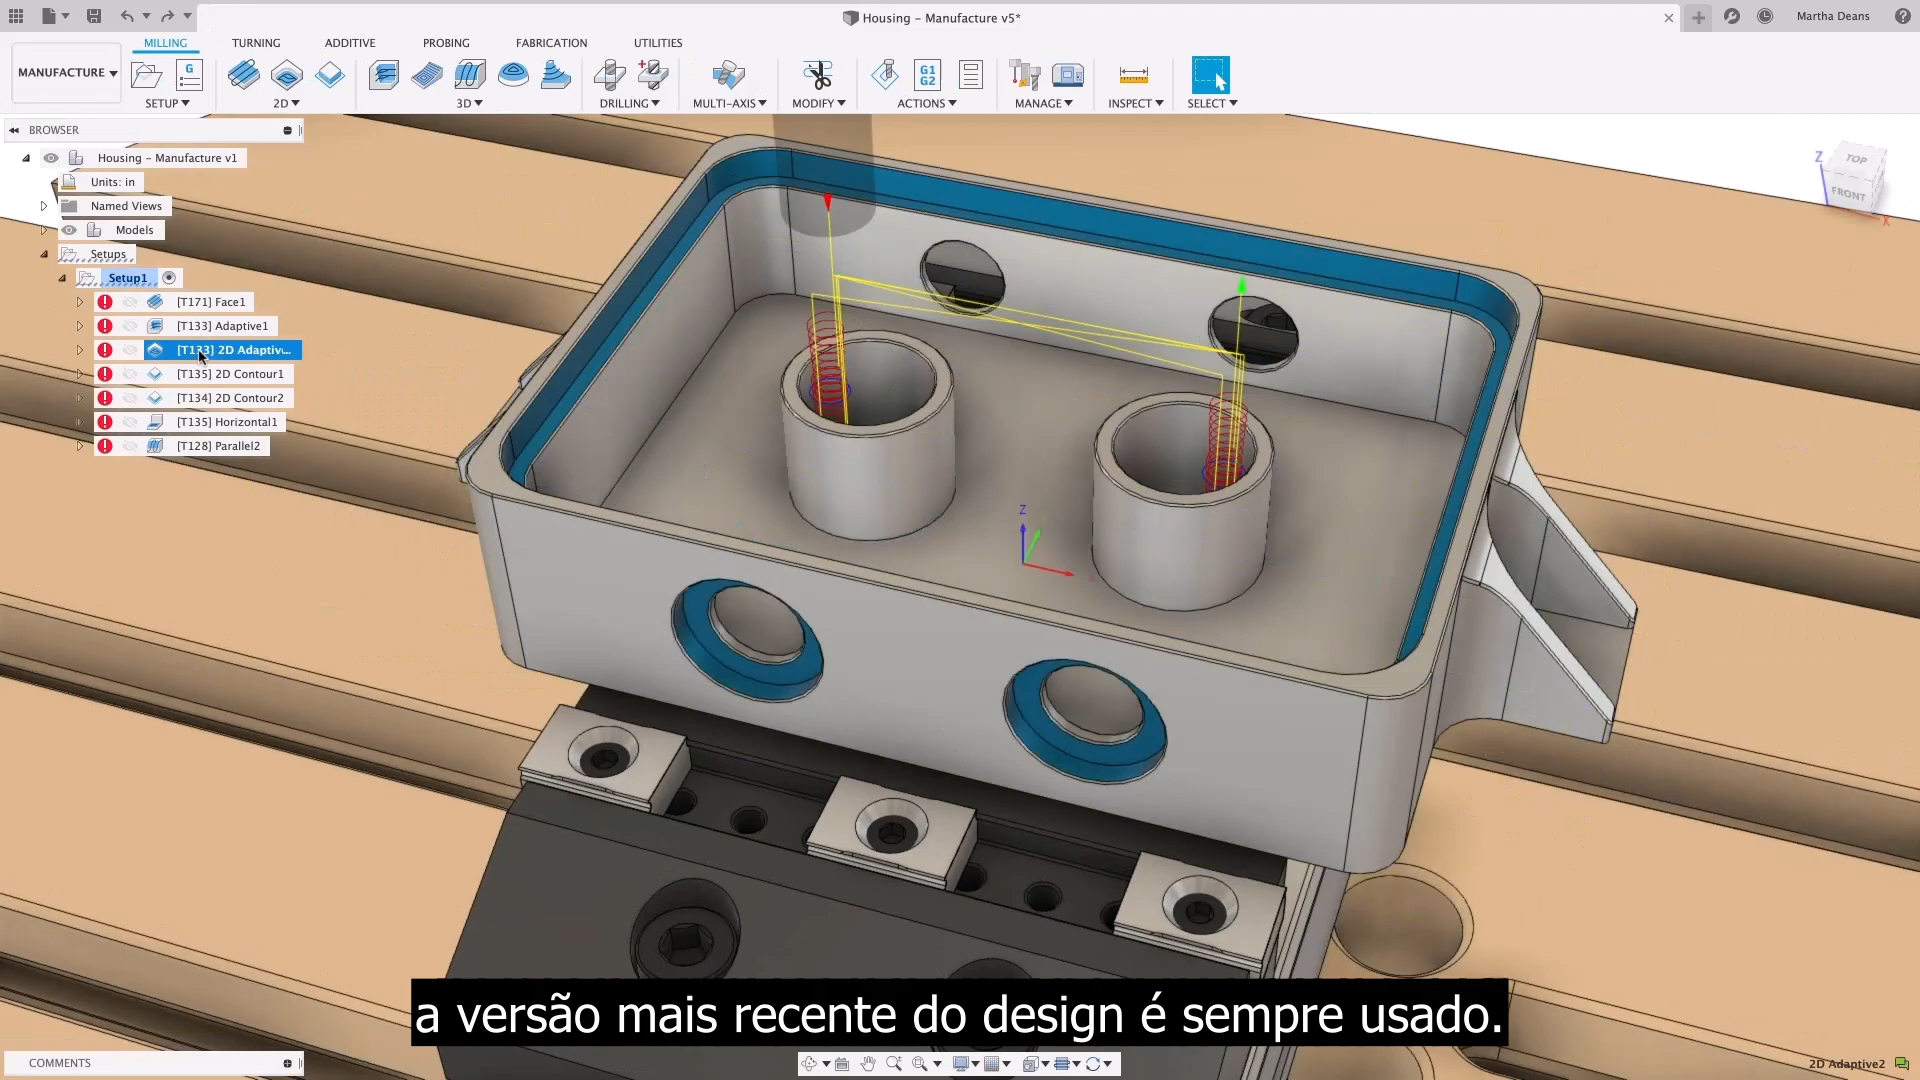 Housing – Manufacture v5*
Martha Deans
MILLING TURNING ADDITIVE PROBING FABRICATION UTILITIES
MANUFACTURE
G
G1
G2
SETUP 2D 3D DRILLING MULTI-AXIS MODIFY ACTIONS MANAGE INSPECT SELECT
BROWSER
Housing – Manufacture v1
Units: in
Named Views
Models
Setups
Setup1
[T171] Face1
[T133] Adaptive1
[T133] 2D Adaptiv...
[T135] 2D Contour1
[T134] 2D Contour2
[T135] Horizontal1
[T128] Parallel2
Z
TOP
FRONT
X
Z
a versão mais recente do design é sempre usado.
COMMENTS
2D Adaptive2